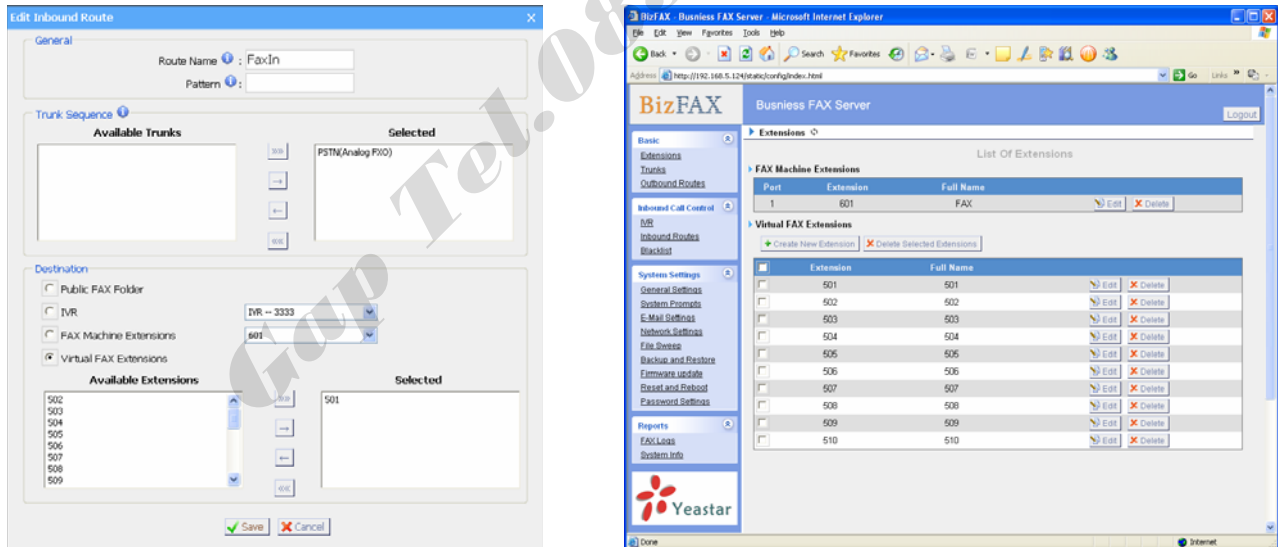 Edit Inbound Route
General
Route Name : FaxIn
Pattern :
Trunk Sequence
Available Trunks
Selected
PSTN(Analog FXO)
Destination
Public FAX Folder
IVR
IVR -- 3333
FAX Machine Extensions
601
Virtual FAX Extensions
Available Extensions
Selected
502
503
504
505
506
507
508
509
501
Save
Cancel
BizFAX - Busniess FAX Server - Microsoft Internet Explorer
File Edit View Favorites Tools Help
Back Search Favorites
Address http://192.168.5.124/static/config/index.html Go Links
BizFAX
Busniess FAX Server
Logout
Basic
Extensions
Trunks
Outbound Routes
Inbound Call Control
IVR
Inbound Routes
Blacklist
System Settings
General Settings
System Prompts
E-Mail Settings
Network Settings
File Sweep
Backup and Restore
Firmware update
Reset and Reboot
Password Settings
Reports
FAX Logs
System Info
Yeastar
Extensions
List Of Extensions
FAX Machine Extensions
Port Extension Full Name
1 601 FAX Edit Delete
Virtual FAX Extensions
Create New Extension Delete Selected Extensions
Extension Full Name
501 501 Edit Delete
502 502 Edit Delete
503 503 Edit Delete
504 504 Edit Delete
505 505 Edit Delete
506 506 Edit Delete
507 507 Edit Delete
508 508 Edit Delete
509 509 Edit Delete
510 510 Edit Delete
Done Internet
Gap Tel.